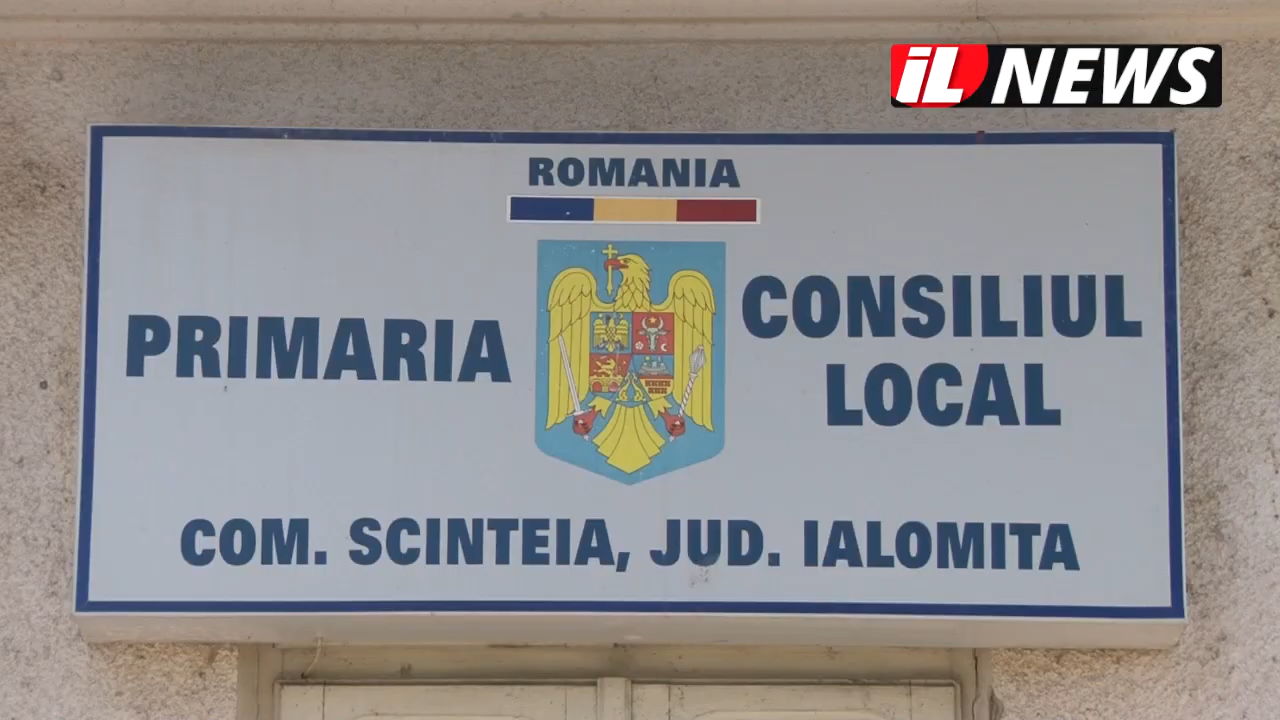 iL NEWS
ROMANIA
PRIMARIA
CONSILIUL
LOCAL
COM. SCINTEIA, JUD. IALOMITA